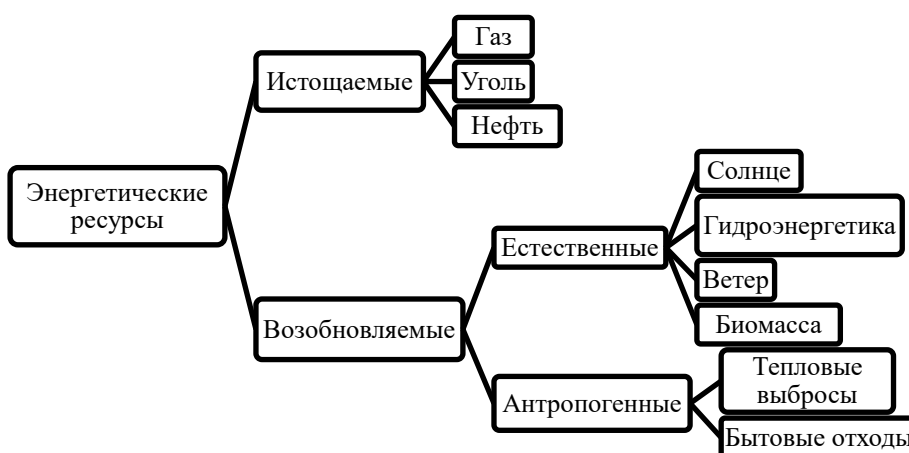 Энергетические
ресурсы
Истощаемые
Газ
Уголь
Нефть
Возобновляемые
Естественные
Солнце
Гидроэнергетика
Ветер
Биомасса
Антропогенные
Тепловые
выбросы
Бытовые отходы